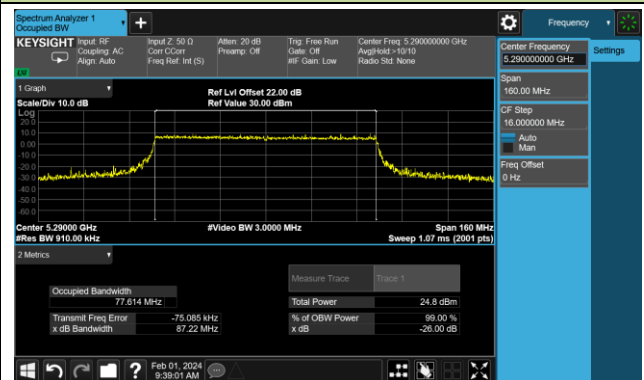 Spectrum Analyzer 1
Occupied BW
Frequency
KEYSIGHT
Input: RF
Coupling: AC
Align: Auto
Input Z: 50 Ω
Corr CCorr
Freq Ref: Int (S)
Atten: 20 dB
Preamp: Off
Trig: Free Run
Gate: Off
#IF Gain: Low
Center Freq: 5.290000000 GHz
Avg|Hold:>10/10
Radio Std: None
Center Frequency
5.290000000 GHz
Settings
Span
160.00 MHz
CF Step
16.000000 MHz
Auto
Man
Freq Offset
0 Hz
1 Graph
Scale/Div 10.0 dB
Ref Lvl Offset 22.00 dB
Ref Value 30.00 dBm
Log
20.0
10.0
0.00
-10.0
-20.0
-30.0
-40.0
-50.0
-60.0
Center 5.29000 GHz
#Res BW 910.00 kHz
#Video BW 3.0000 MHz
Span 160 MHz
Sweep 1.07 ms (2001 pts)
2 Metrics
Measure Trace
Trace 1
Occupied Bandwidth
77.614 MHz
Total Power
24.8 dBm
Transmit Freq Error
-75.085 kHz
% of OBW Power
99.00 %
x dB Bandwidth
87.22 MHz
x dB
-26.00 dB
?
Feb 01, 2024
9:39:01 AM